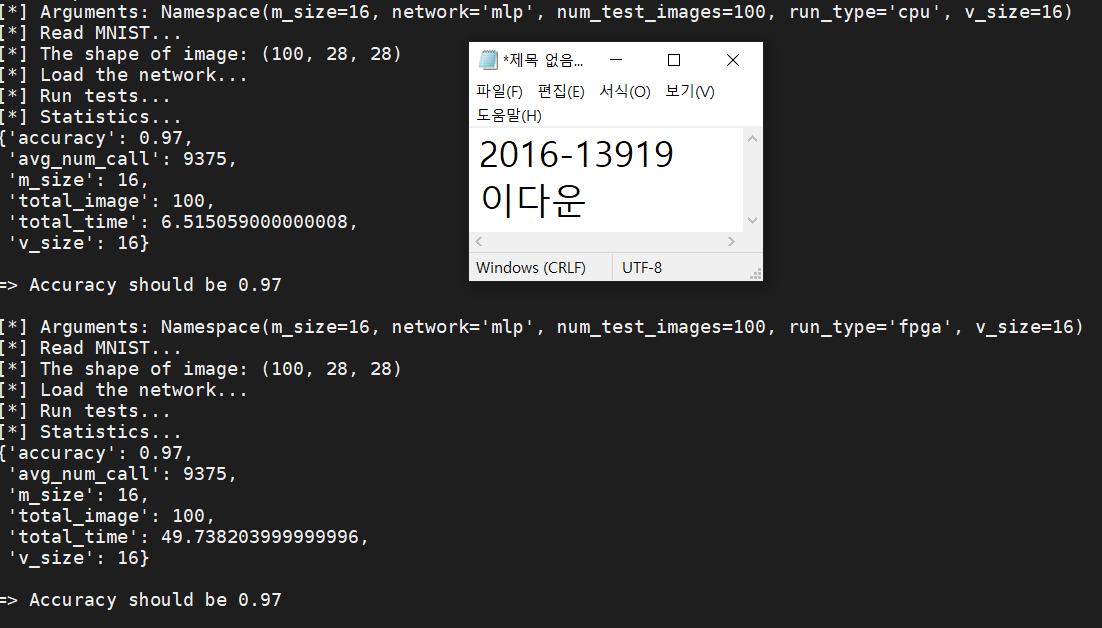 [*] Arguments: Namespace(m_size=16, network='mlp', num_test_images=100, run_type='cpu', v_size=16)
[*] Read MNIST...
[*] The shape of image: (100, 28, 28)
[*] Load the network...
[*] Run tests...
[*] Statistics...
{'accuracy': 0.97,
 'avg_num_call': 9375,
 'm_size': 16,
 'total_image': 100,
 'total_time': 6.515059000000008,
 'v_size': 16}
=> Accuracy should be 0.97
*제목 없음...
파일(F) 편집(E) 서식(O) 보기(V)
도움말(H)
2016-13919
이다운
Windows (CRLF) UTF-8
[*] Arguments: Namespace(m_size=16, network='mlp', num_test_images=100, run_type='fpga', v_size=16)
[*] Read MNIST...
[*] The shape of image: (100, 28, 28)
[*] Load the network...
[*] Run tests...
[*] Statistics...
{'accuracy': 0.97,
 'avg_num_call': 9375,
 'm_size': 16,
 'total_image': 100,
 'total_time': 49.738203999999996,
 'v_size': 16}
=> Accuracy should be 0.97